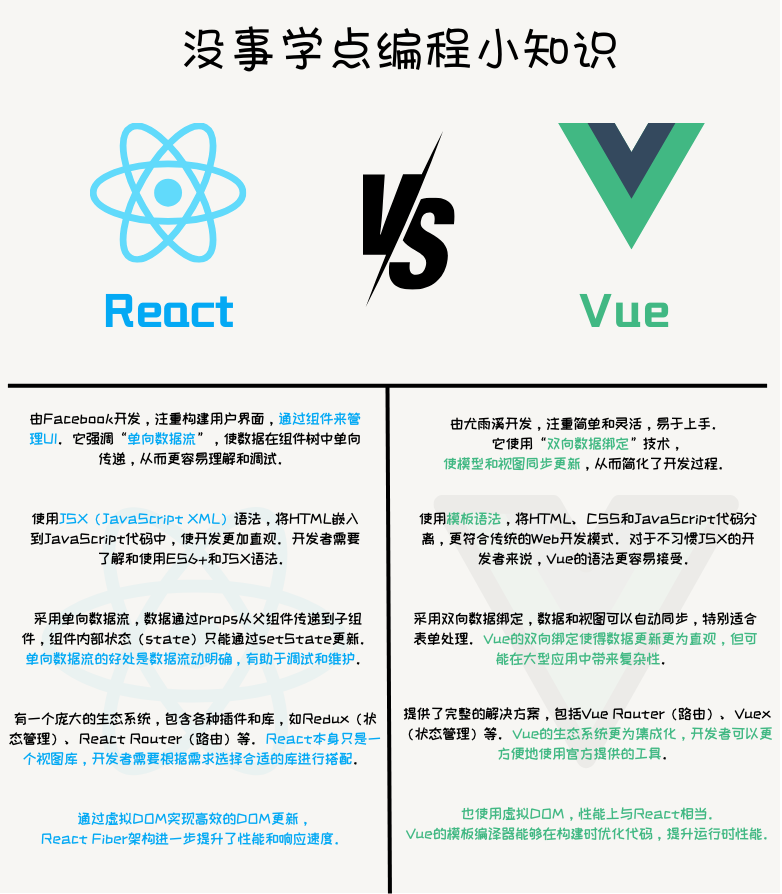 没事学点编程小知识
VS
React
Vue
由Facebook开发，注重构建用户界面，通过组件来管
理UI. 它强调“单向数据流”，使数据在组件树中单向
传递，从而更容易理解和调试.
使用JSX（JavaScript XML）语法，将HTML嵌入
到JavaScript代码中，使开发更加直观. 开发者需要
了解和使用ES6+和JSX语法.
采用单向数据流，数据通过props从父组件传递到子组
件，组件内部状态（state）只能通过setState更新.
单向数据流的好处是数据流动明确，有助于调试和维护.
有一个庞大的生态系统，包含各种插件和库，如Redux（状
态管理）、React Router（路由）等. React本身只是一
个视图库，开发者需要根据需求选择合适的库进行搭配.
通过虚拟DOM实现高效的DOM更新，
React Fiber架构进一步提升了性能和响应速度.
由尤雨溪开发，注重简单和灵活，易于上手.
它使用“双向数据绑定”技术，
使模型和视图同步更新，从而简化了开发过程.
使用模板语法，将HTML、CSS和JavaScript代码分
离，更符合传统的Web开发模式. 对于不习惯JSX的开
发者来说，Vue的语法更容易接受.
采用双向数据绑定，数据和视图可以自动同步，特别适合
表单处理. Vue的双向绑定使得数据更新更为直观，但可
能在大型应用中带来复杂性.
提供了完整的解决方案，包括Vue Router（路由）、Vuex
（状态管理）等. Vue的生态系统更为集成化，开发者可以更
方便地使用官方提供的工具.
也使用虚拟DOM，性能上与React相当.
Vue的模板编译器能够在构建时优化代码，提升运行时性能.